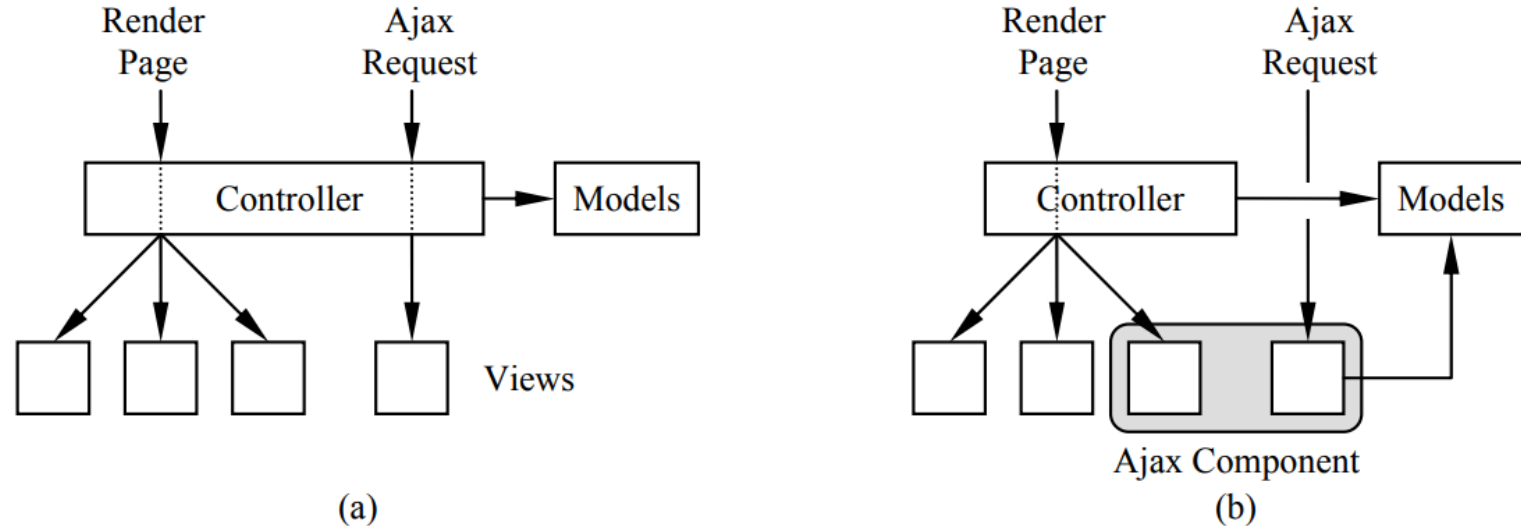 Render
Page
Ajax
Request
Controller
Models
Views
(a)
Render
Page
Ajax
Request
Controller
Models
Ajax Component
(b)